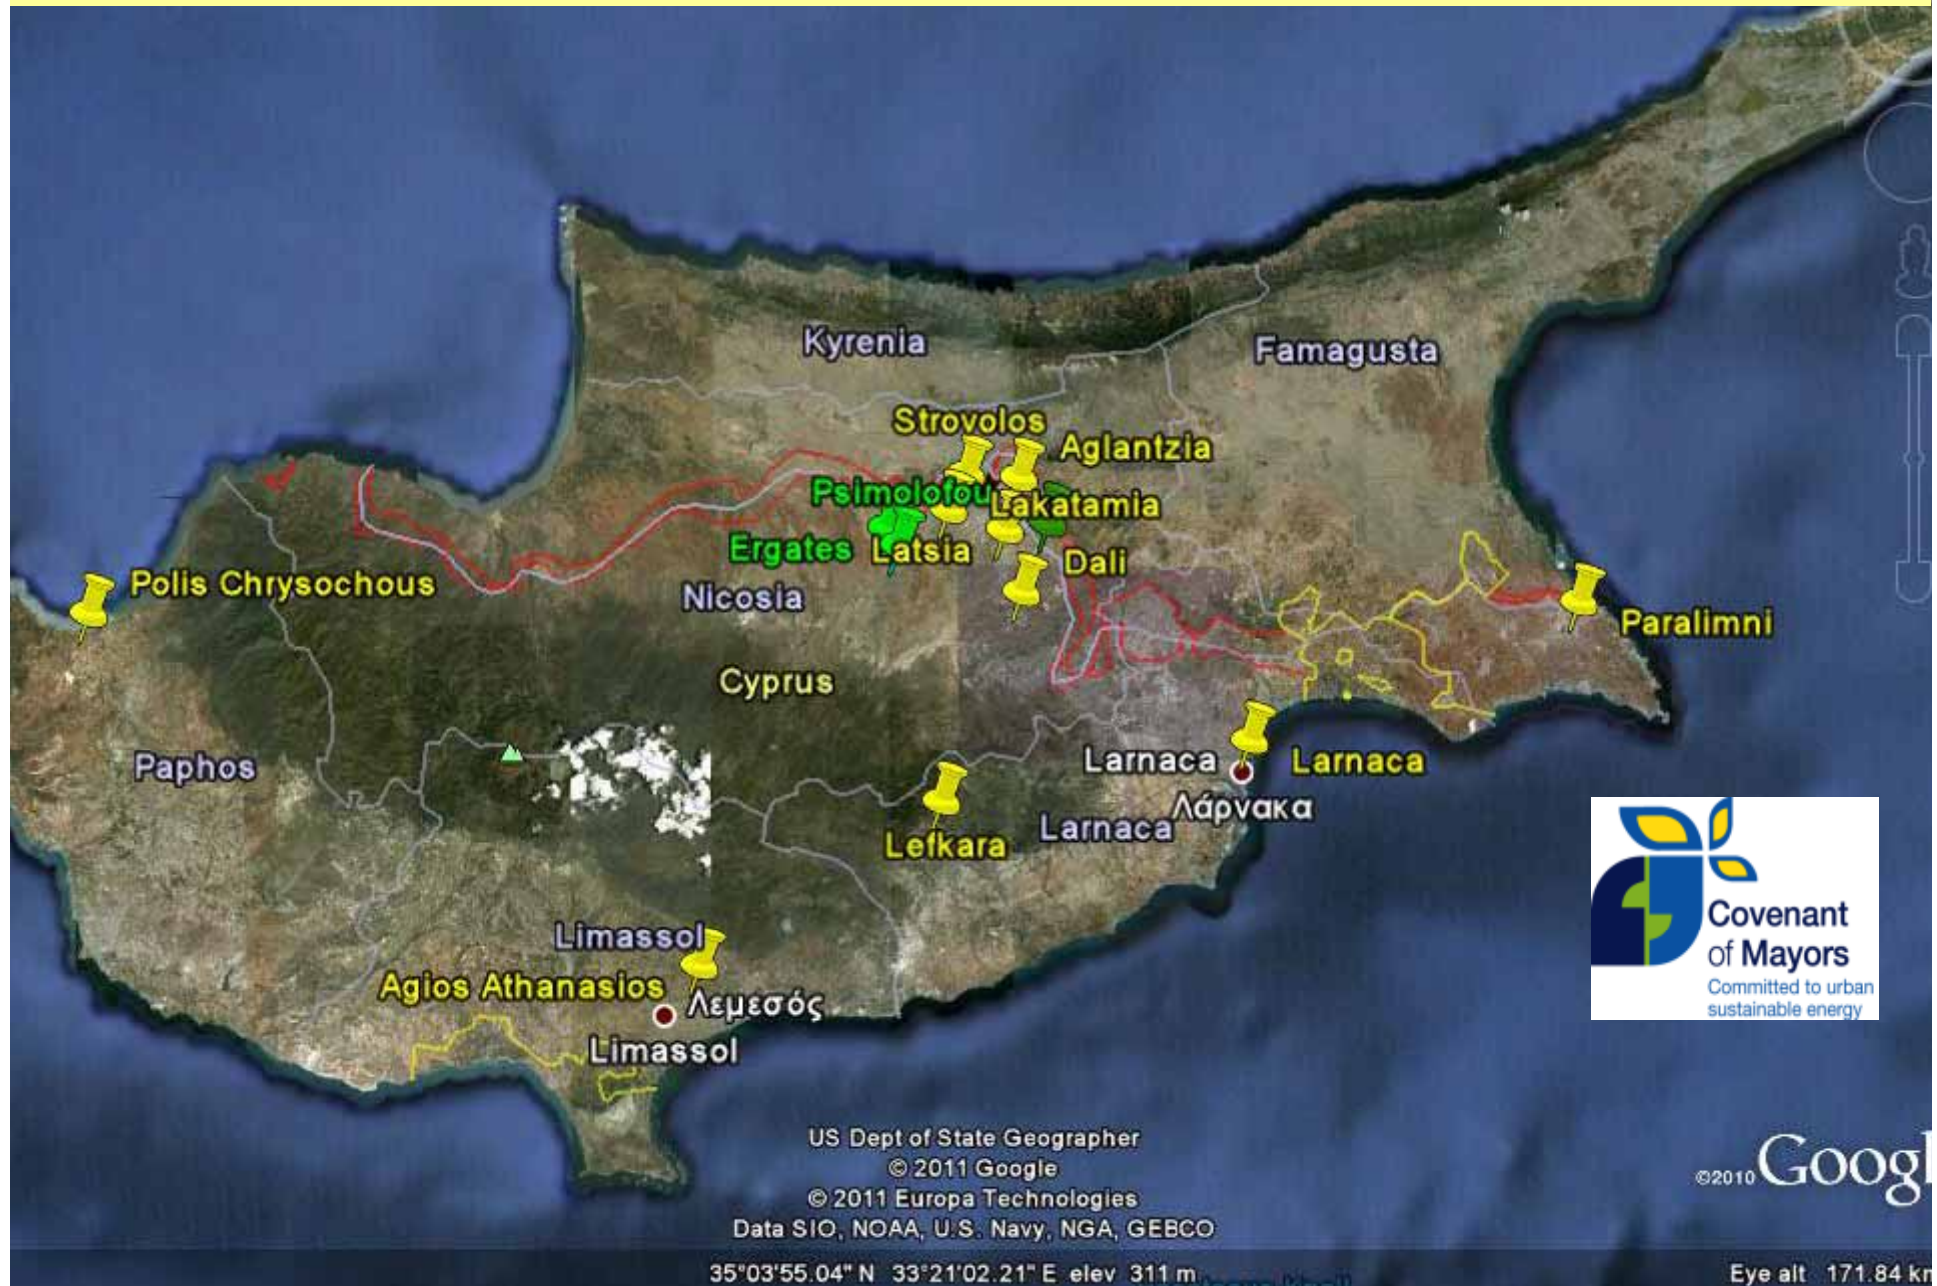 Kyrenia
Famagusta
Strovolos
Aglantzia
Psimolofou
Lakatamia
Ergates
Latsia
Dali
Polis Chrysochous
Nicosia
Paralimni
Cyprus
Paphos
Larnaca
Larnaca
Λάρνακα
Larnaca
Lefkara
Limassol
Agios Athanasios
Λεμεσός
Limassol
Covenant
of Mayors
Committed to urban
sustainable energy
US Dept of State Geographer
© 2011 Google
© 2011 Europa Technologies
Data SIO, NOAA, U.S. Navy, NGA, GEBCO
©2010 Googl
35°03'55.04" N 33°21'02.21" E elev 311 m
Eye alt 171.84 km